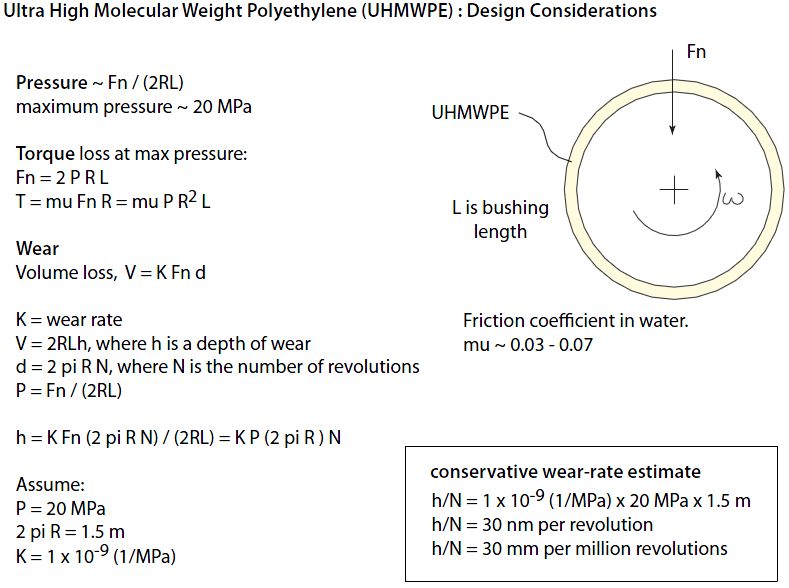 Ultra High Molecular Weight Polyethylene (UHMWPE) : Design Considerations
Pressure ~ Fn / (2RL)
maximum pressure ~ 20 MPa
Torque loss at max pressure:
Fn = 2 P R L
T = mu Fn R = mu P R² L
Wear
Volume loss, V = K Fn d
K = wear rate
V = 2RLh, where h is a depth of wear
d = 2 pi R N, where N is the number of revolutions
P = Fn / (2RL)
h = K Fn (2 pi R N) / (2RL) = K P (2 pi R ) N
Assume:
P = 20 MPa
2 pi R = 1.5 m
K = 1 x 10⁻⁹ (1/MPa)
Fn
UHMWPE
ω
L is bushing
length
Friction coefficient in water.
mu ~ 0.03 - 0.07
conservative wear-rate estimate
h/N = 1 x 10⁻⁹ (1/MPa) x 20 MPa x 1.5 m
h/N = 30 nm per revolution
h/N = 30 mm per million revolutions